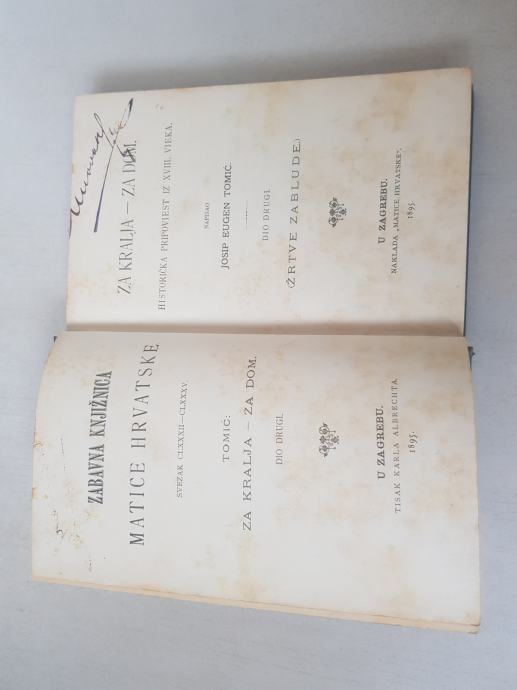 ZABAVNA KNJIŽNICA
MATICE HRVATSKE
SVEZAK CLXXXII—CLXXXV.
TOMIĆ:
ZA KRALJA — ZA DOM.
DIO DRUGI.
U ZAGREBU.
TISAK KARLA ALBRECHTA
1895.
ZA KRALJA — ZA DOM.
HISTORIČKA PRIPOVIEST IZ XVIII. VIEKA.
NAPISAO
JOSIP EUGEN TOMIĆ.
DIO DRUGI
(ŽRTVE ZABLUDE.)
U ZAGREBU.
NAKLADA „MATICE HRVATSKE“.
1895.